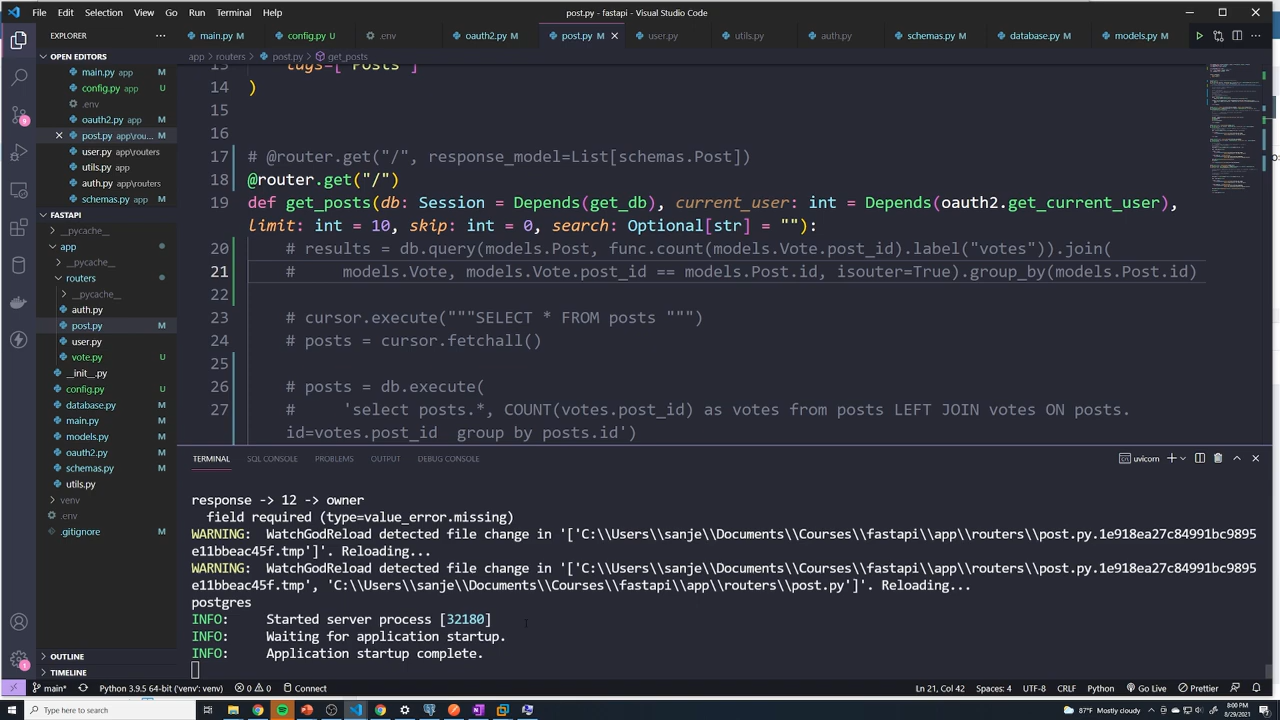 File Edit Selection View Go Run Terminal Help
post.py - fastapi - Visual Studio Code
EXPLORER
main.py M
config.py U
.env
oauth2.py M
post.py M
user.py
utils.py
auth.py
schemas.py M
database.py M
models.py M
OPEN EDITORS
main.py app M
config.py app U
.env
oauth2.py app M
post.py app\rou... M
user.py app\routers
utils.py app
auth.py app\routers
schemas.py app M
FASTAPI
__pycache__
app
__pycache__
routers
__pycache__
auth.py
post.py M
user.py
vote.py U
__init__.py
config.py U
database.py M
main.py M
models.py M
oauth2.py M
schemas.py M
utils.py
venv
.env
.gitignore U
OUTLINE
TIMELINE
app > routers > post.py > get_posts
13 tags=['Posts']
14 )
15
16
17 # @router.get("/", response_model=List[schemas.Post])
18 @router.get("/")
19 def get_posts(db: Session = Depends(get_db), current_user: int = Depends(oauth2.get_current_user),
limit: int = 10, skip: int = 0, search: Optional[str] = ""):
20 # results = db.query(models.Post, func.count(models.Vote.post_id).label("votes")).join(
21 #     models.Vote, models.Vote.post_id == models.Post.id, isouter=True).group_by(models.Post.id)
22
23 # cursor.execute("""SELECT * FROM posts """)
24 # posts = cursor.fetchall()
25
26 # posts = db.execute(
27 #     'select posts.*, COUNT(votes.post_id) as votes from posts LEFT JOIN votes ON posts.
id=votes.post_id  group by posts.id')
TERMINAL SQL CONSOLE PROBLEMS OUTPUT DEBUG CONSOLE
uvicorn
response -> 12 -> owner
field required (type=value_error.missing)
WARNING:  WatchGodReload detected file change in '['C:\\Users\\sanje\\Documents\\Courses\\fastapi\\app\\routers\\post.py.1e918ea27c84991bc9895
e11bbeac45f.tmp']'. Reloading...
WARNING:  WatchGodReload detected file change in '['C:\\Users\\sanje\\Documents\\Courses\\fastapi\\app\\routers\\post.py.1e918ea27c84991bc9895
e11bbeac45f.tmp', 'C:\\Users\\sanje\\Documents\\Courses\\fastapi\\app\\routers\\post.py']'. Reloading...
postgres
INFO:     Started server process [32180]
INFO:     Waiting for application startup.
INFO:     Application startup complete.
main* Python 3.9.5 64-bit ('venv': venv) 0 0 Connect
Ln 21, Col 42 Spaces: 4 UTF-8 CRLF Python Go Live Prettier
Type here to search
87°F Mostly cloudy
8:00 PM
8/29/2021